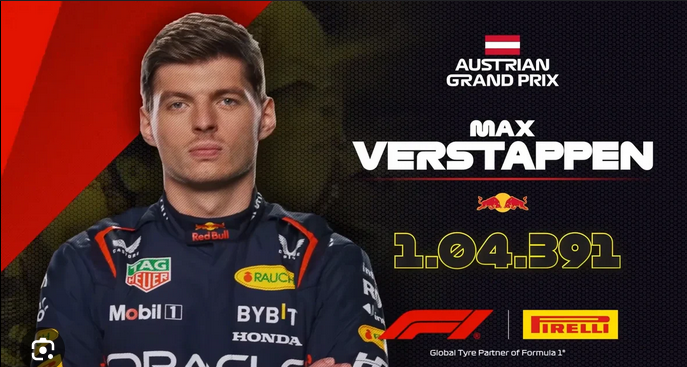 AUSTRIAN
GRAND PRIX
MAX
VERSTAPPEN
1.04.391
Red Bull
TAG
HEUER
RAUCH
Mobil 1
BYBIT
HONDA
ORACLE
F1
PIRELLI
Global Tyre Partner of Formula 1®